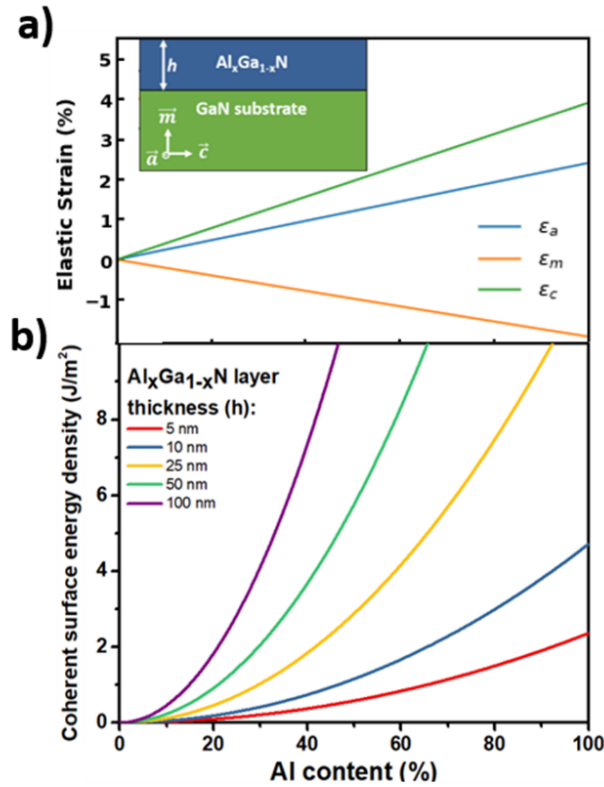 a)
Elastic Strain (%)
5
4
3
2
1
0
−1
h
AlxGa1-xN
GaN substrate
m
a
c
εa
εm
εc
b)
Coherent surface energy density (J/m²)
8
6
4
2
0
AlxGa1-xN layer
thickness (h):
5 nm
10 nm
25 nm
50 nm
100 nm
0 20 40 60 80 100
Al content (%)